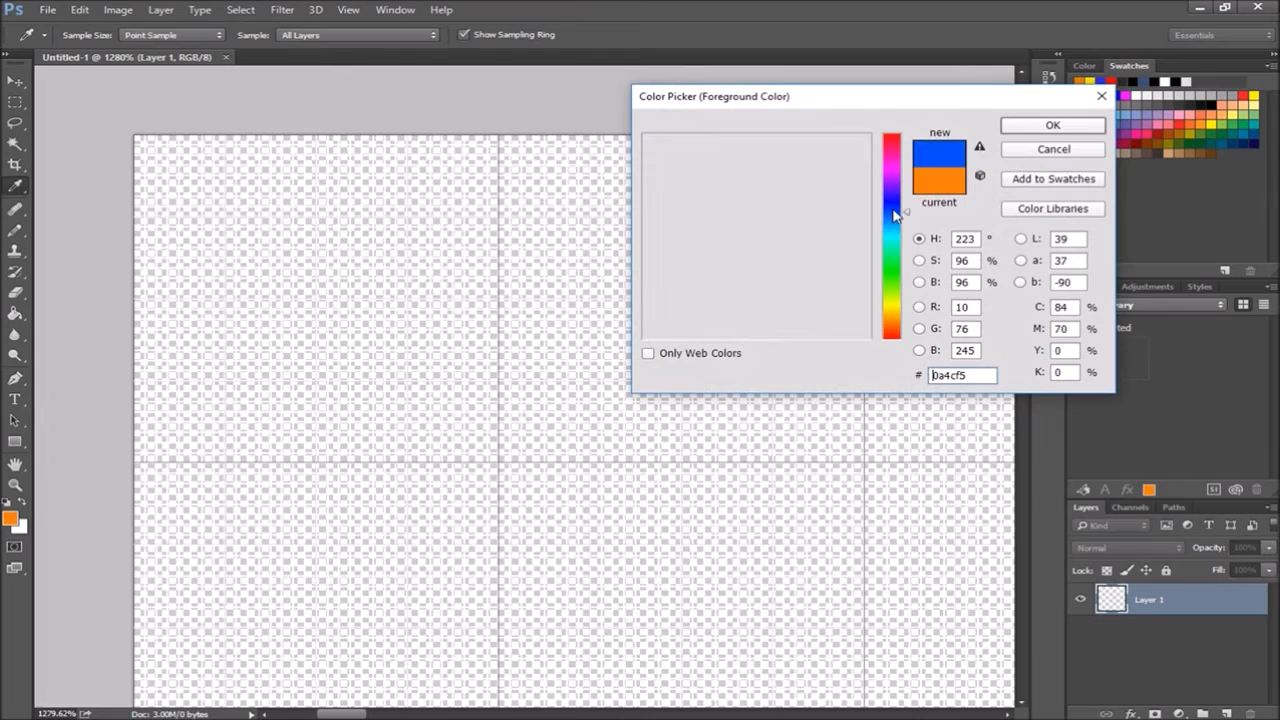 Ps File Edit Image Layer Type Select Filter 3D View Window Help
Sample Size: Point Sample Sample: All Layers Show Sampling Ring Essentials
Untitled-1 @ 1280% (Layer 1, RGB/8) ×
Color Swatches
Color Picker (Foreground Color)
new
OK
Cancel
Add to Swatches
current
Color Libraries
H: 223 °
L: 39
S: 96 %
a: 37
B: 96 %
b: -90
R: 10
C: 84 %
G: 76
M: 70 %
B: 245
Y: 0 %
# 0a4cf5
K: 0 %
Only Web Colors
Adjustments Styles
rary
ted
Layers Channels Paths
Kind
Normal Opacity: 100%
Locks: Fill: 100%
Layer 1
1279.62% Doc: 3.00M/0 bytes